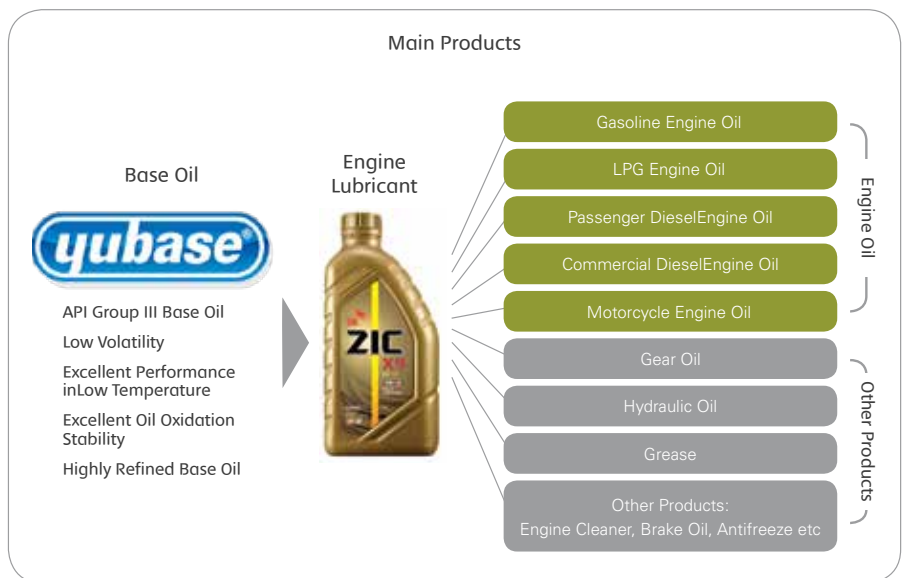 Main Products
Base Oil
yubase
API Group III Base Oil
Low Volatility
Excellent Performance
inLow Temperature
Excellent Oil Oxidation
Stability
Highly Refined Base Oil
Engine
Lubricant
ZIC
X9
Gasoline Engine Oil
LPG Engine Oil
Passenger DieselEngine Oil
Commercial DieselEngine Oil
Motorcycle Engine Oil
Engine Oil
Gear Oil
Hydraulic Oil
Grease
Other Products:
Engine Cleaner, Brake Oil, Antifreeze etc
Other Products